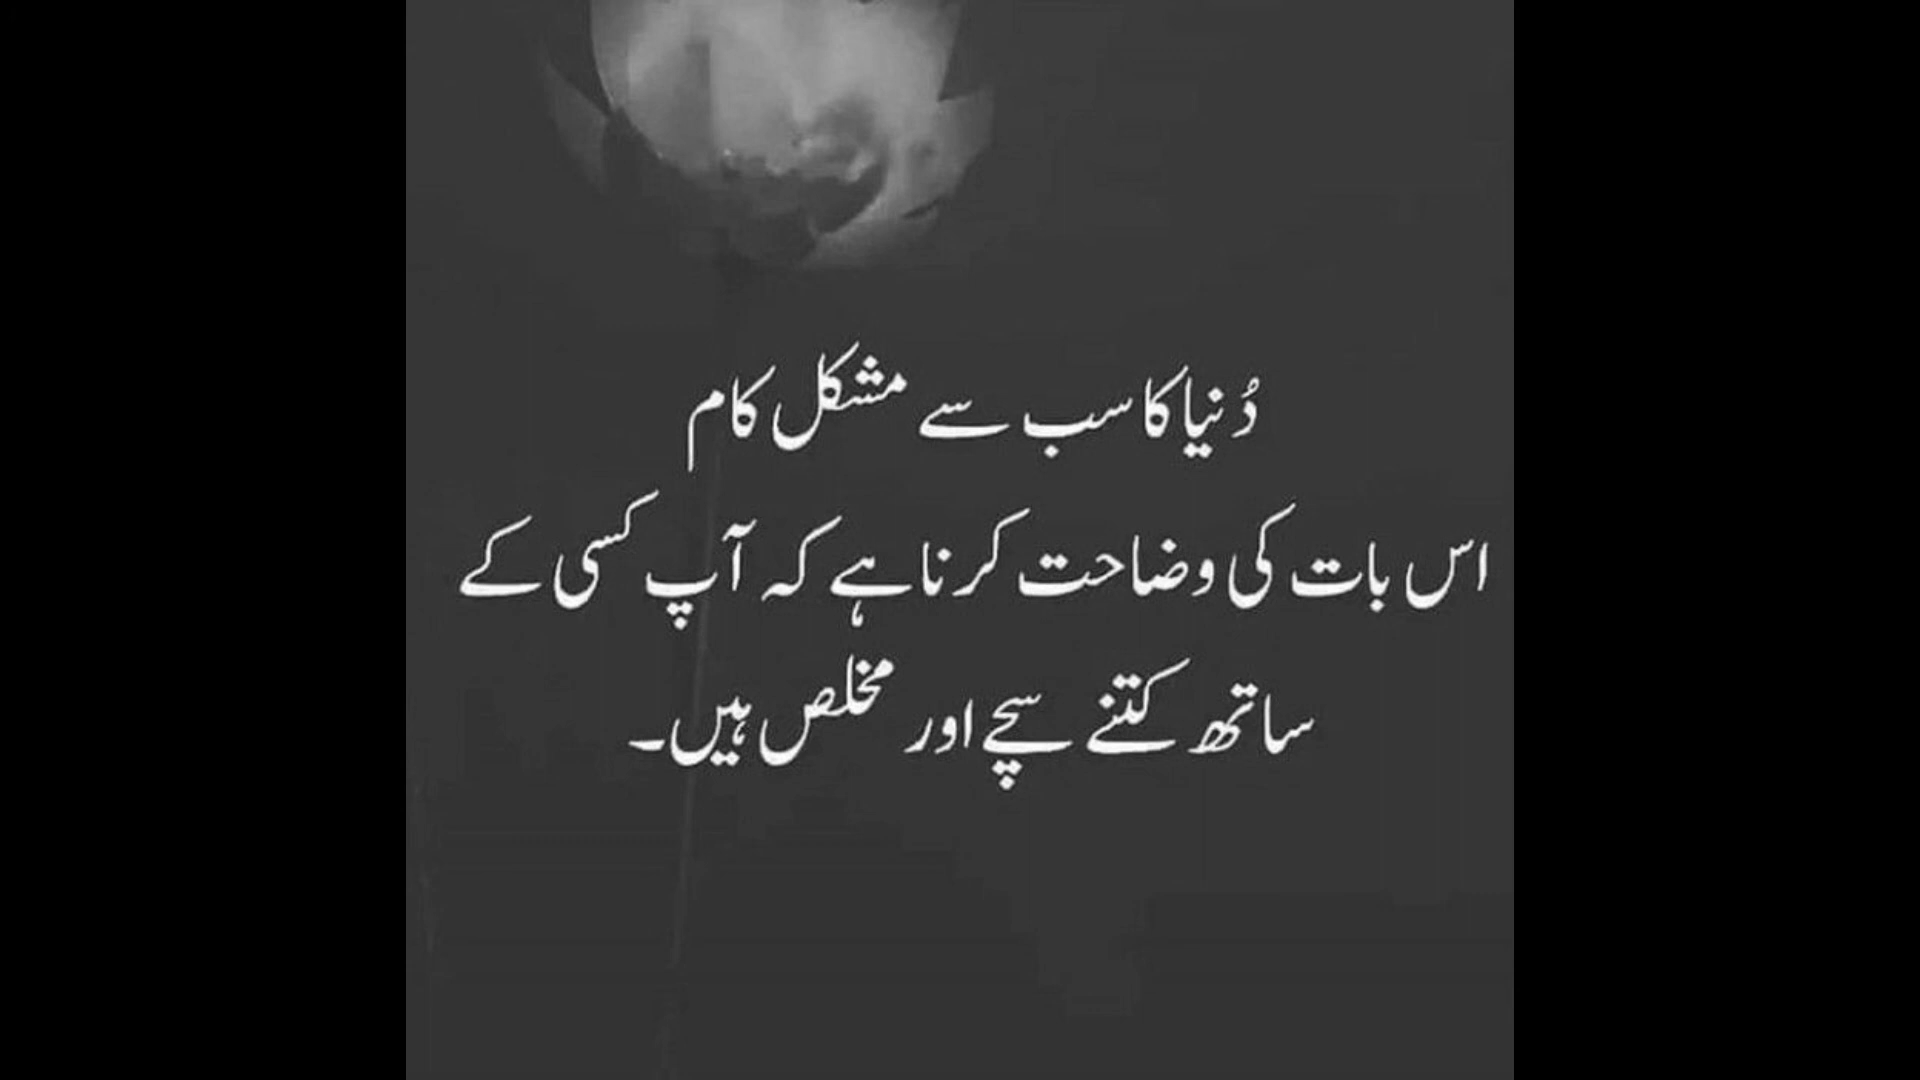 دُنیا کا سب سے مشکل کام
اس بات کی وضاحت کرنا ہے کہ آپ کسی کے
ساتھ کتنے سچے اور مخلص ہیں۔